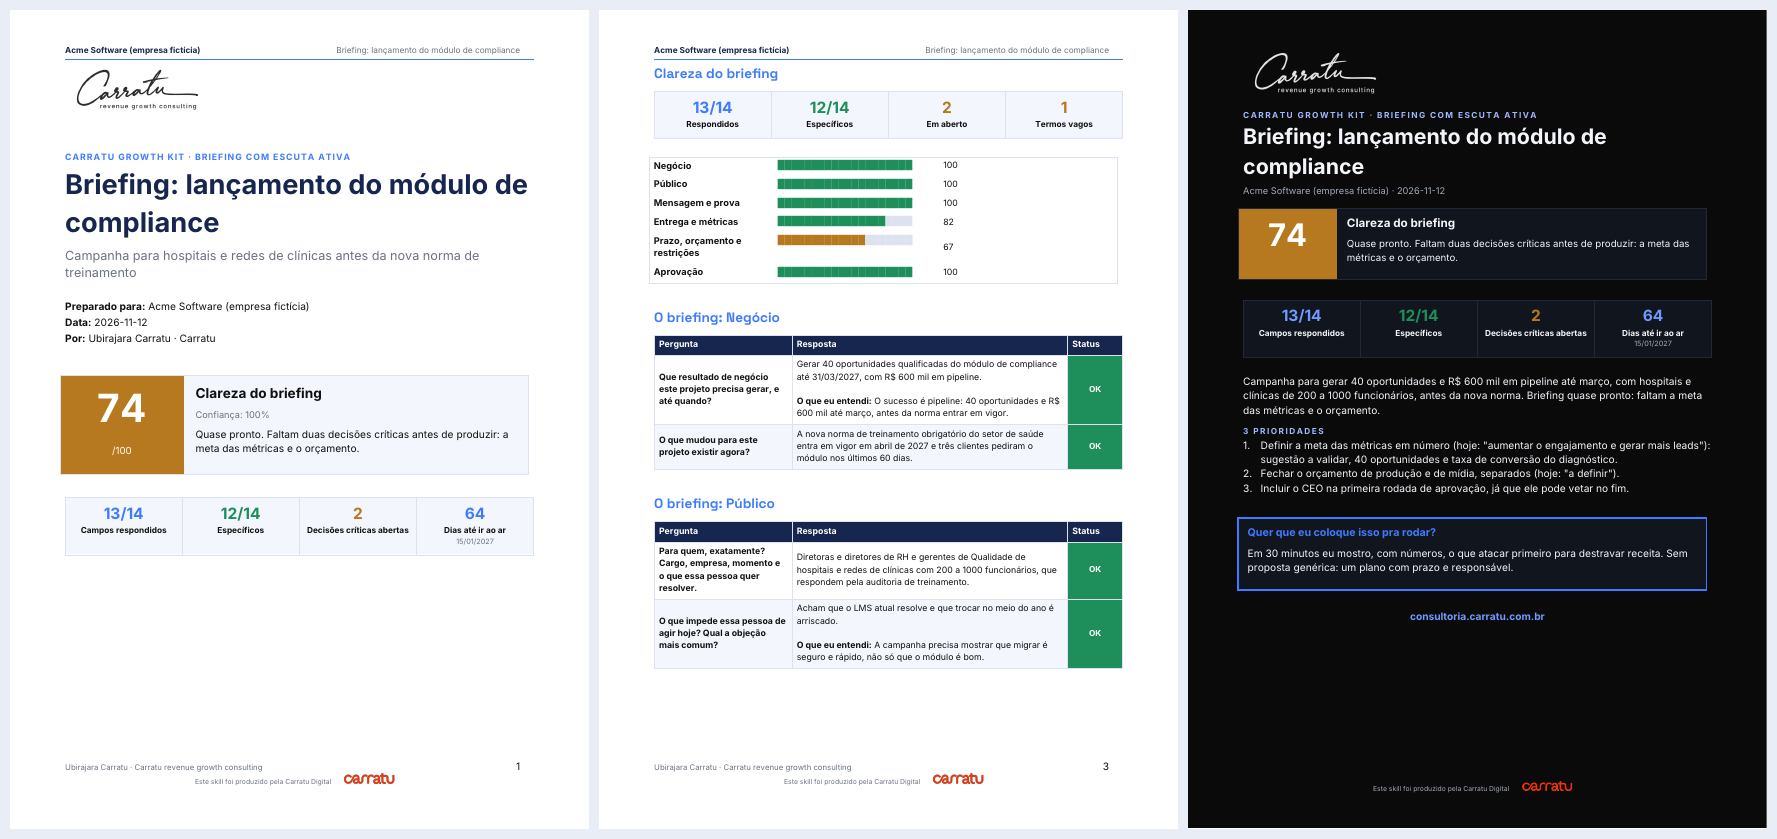 Acme Software (empresa fictícia) Briefing: lançamento do módulo de compliance
Carratu
revenue growth consulting
CARRATU GROWTH KIT · BRIEFING COM ESCUTA ATIVA
Briefing: lançamento do módulo de
compliance
Campanha para hospitais e redes de clínicas antes da nova norma de
treinamento
Preparado para: Acme Software (empresa fictícia)
Data: 2026-11-12
Por: Ubirajara Carratu · Carratu
74
/100
Clareza do briefing
Confiança: 100%
Quase pronto. Faltam duas decisões críticas antes de produzir: a
meta das métricas e o orçamento.
13/14 12/14 2 64
Campos respondidos Específicos Decisões críticas abertas Dias até ir ao ar
15/01/2027
Ubirajara Carratu · Carratu revenue growth consulting 1
Este skill foi produzido pela Carratu Digital carratu
Acme Software (empresa fictícia) Briefing: lançamento do módulo de compliance
Clareza do briefing
13/14 12/14 2 1
Respondidos Específicos Em aberto Termos vagos
Negócio 100
Público 100
Mensagem e prova 100
Entrega e métricas 82
Prazo, orçamento e
restrições 67
Aprovação 100
O briefing: Negócio
Pergunta Resposta Status
Que resultado de negócio
este projeto precisa gerar, e
até quando?
Gerar 40 oportunidades qualificadas do módulo de compliance
até 31/03/2027, com R$ 600 mil em pipeline.
O que eu entendi: O sucesso é pipeline: 40 oportunidades e R$
600 mil até março, antes da norma entrar em vigor.
OK
O que mudou para este
projeto existir agora?
A nova norma de treinamento obrigatório do setor de saúde
entra em vigor em abril de 2027 e três clientes pediram o
módulo nos últimos 60 dias.
OK
O briefing: Público
Pergunta Resposta Status
Para quem, exatamente?
Cargo, empresa, momento e
o que essa pessoa quer
resolver.
Diretoras e diretores de RH e gerentes de Qualidade de
hospitais e redes de clínicas com 200 a 1000 funcionários, que
respondem pela auditoria de treinamento.
OK
O que impede essa pessoa de
agir hoje? Qual a objeção
mais comum?
Acham que o LMS atual resolve e que trocar no meio do ano é
arriscado.
O que eu entendi: A campanha precisa mostrar que migrar é
seguro e rápido, não só que o módulo é bom.
OK
Ubirajara Carratu · Carratu revenue growth consulting 3
Este skill foi produzido pela Carratu Digital carratu
Carratu
revenue growth consulting
CARRATU GROWTH KIT · BRIEFING COM ESCUTA ATIVA
Briefing: lançamento do módulo de
compliance
Acme Software (empresa fictícia) · 2026-11-12
74
Clareza do briefing
Quase pronto. Faltam duas decisões críticas antes de produzir: a meta das
métricas e o orçamento.
13/14 12/14 2 64
Campos respondidos Específicos Decisões críticas abertas Dias até ir ao ar
15/01/2027
Campanha para gerar 40 oportunidades e R$ 600 mil em pipeline até março, com hospitais e
clínicas de 200 a 1000 funcionários, antes da nova norma. Briefing quase pronto: faltam a meta
das métricas e o orçamento.
3 PRIORIDADES
1. Definir a meta das métricas em número (hoje: "aumentar o engajamento e gerar mais leads"):
sugestão a validar, 40 oportunidades e taxa de conversão do diagnóstico.
2. Fechar o orçamento de produção e de mídia, separados (hoje: "a definir").
3. Incluir o CEO na primeira rodada de aprovação, já que ele pode vetar no fim.
Quer que eu coloque isso pra rodar?
Em 30 minutos eu mostro, com números, o que atacar primeiro para destravar receita. Sem
proposta genérica: um plano com prazo e responsável.
consultoria.carratu.com.br
Este skill foi produzido pela Carratu Digital carratu